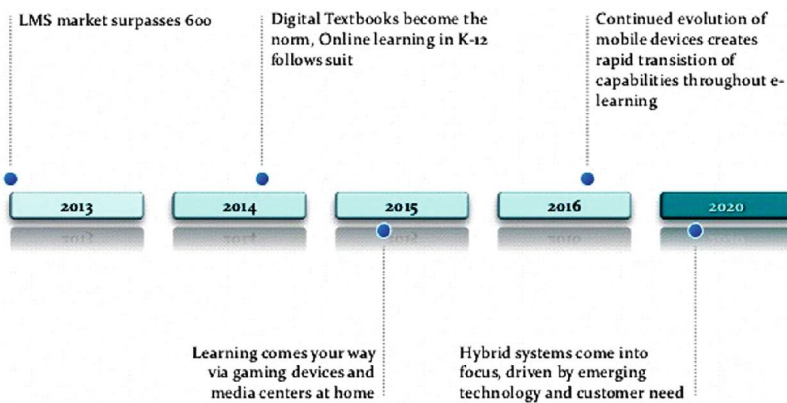 LMS market surpasses 600
Digital Textbooks become the
norm, Online learning in K-12
follows suit
Continued evolution of
mobile devices creates
rapid transistion of
capabilities throughout e-
learning
2013
2014
2015
2016
2020
Learning comes your way
via gaming devices and
media centers at home
Hybrid systems come into
focus, driven by emerging
technology and customer need